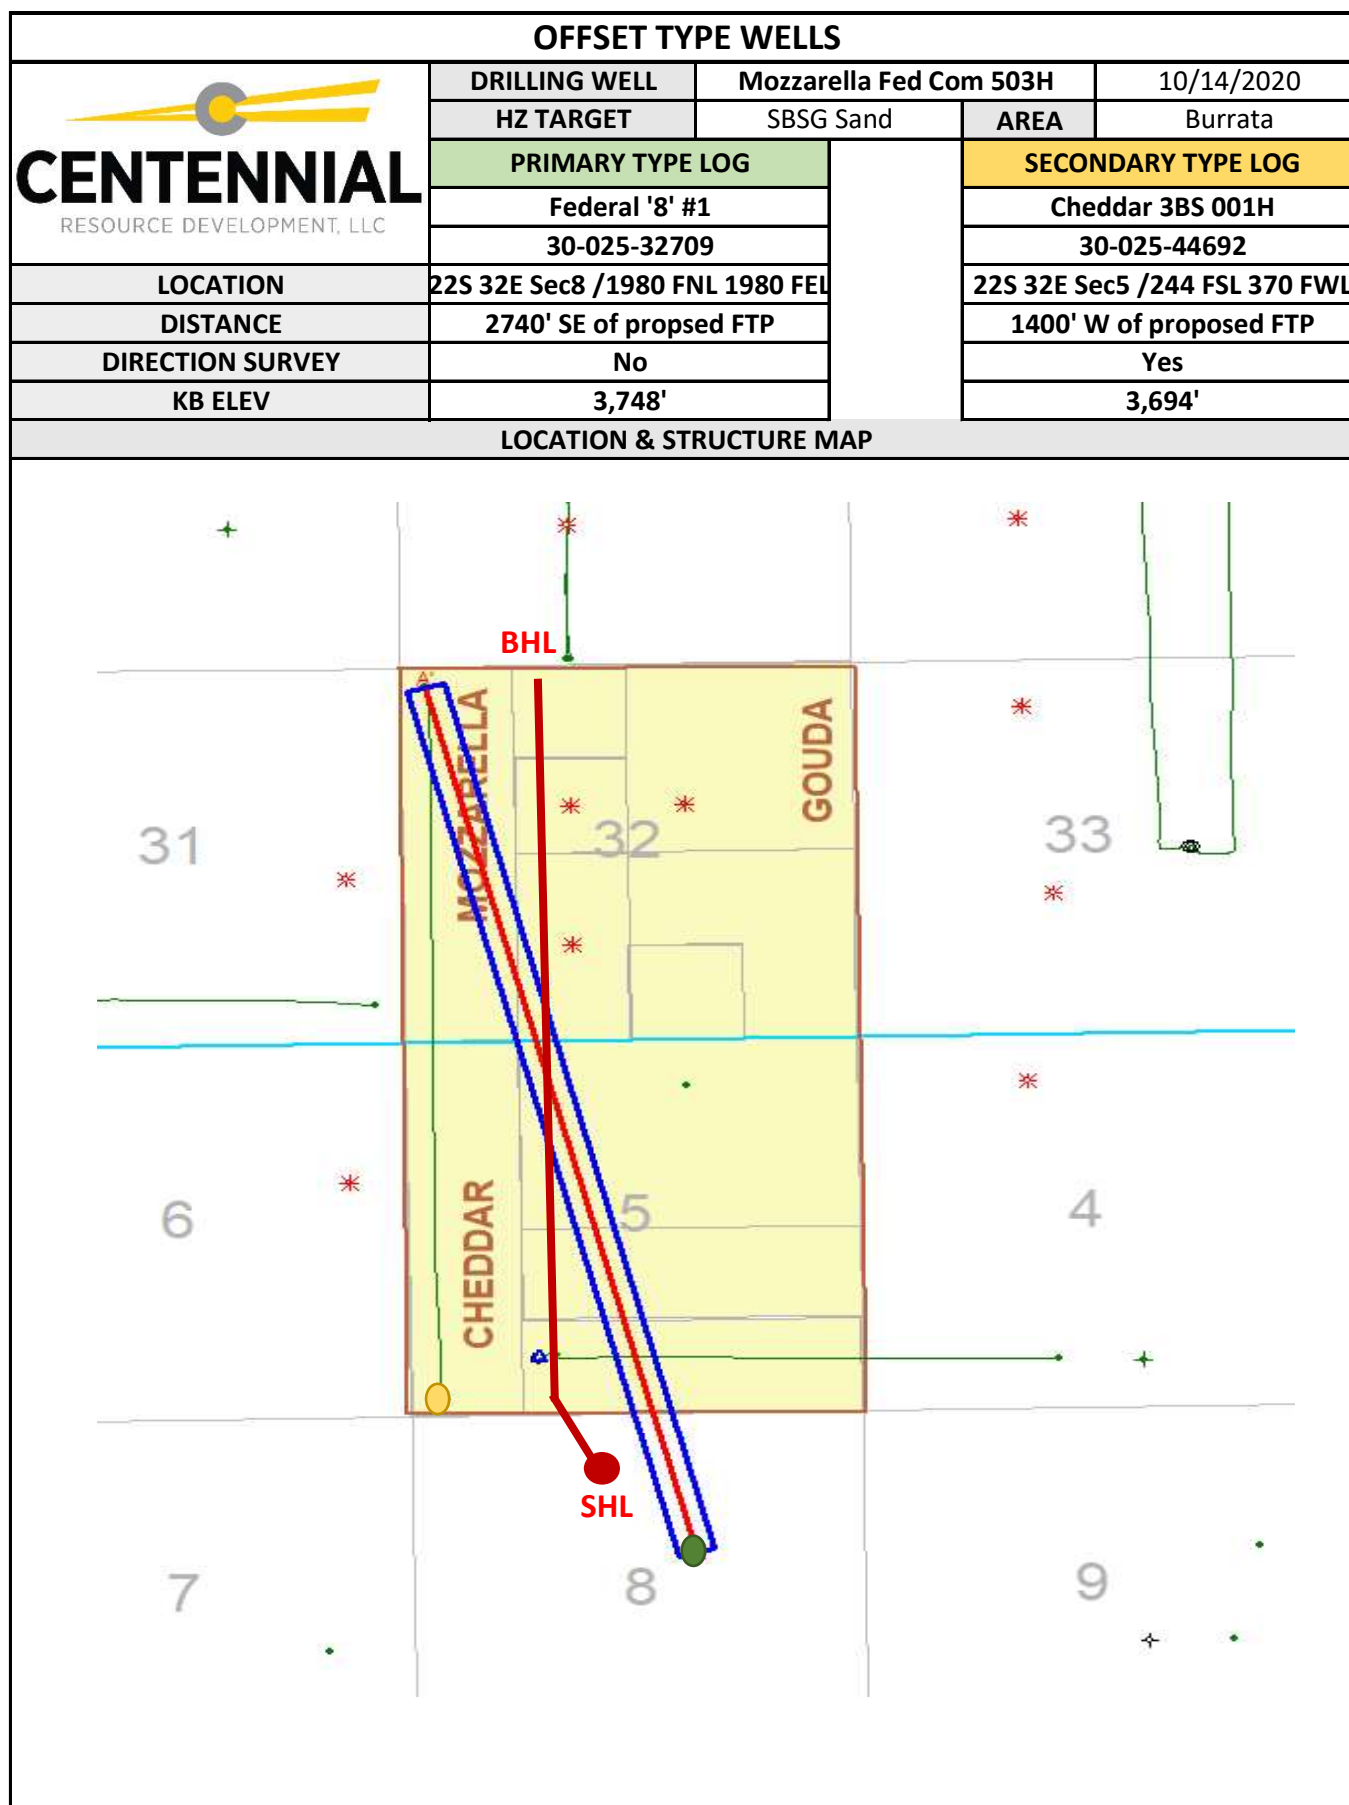 OFFSET TYPE WELLS
CENTENNIAL
RESOURCE DEVELOPMENT, LLC
DRILLING WELL Mozzarella Fed Com 503H 10/14/2020
HZ TARGET SBSG Sand AREA Burrata
PRIMARY TYPE LOG SECONDARY TYPE LOG
Federal '8' #1 Cheddar 3BS 001H
30-025-32709 30-025-44692
LOCATION 22S 32E Sec8 /1980 FNL 1980 FEL 22S 32E Sec5 /244 FSL 370 FWL
DISTANCE 2740' SE of propsed FTP 1400' W of proposed FTP
DIRECTION SURVEY No Yes
KB ELEV 3,748' 3,694'
LOCATION & STRUCTURE MAP
BHL
A'
MOZZARELLA
GOUDA
31
32
33
CHEDDAR
6
5
4
SHL
7
8
9